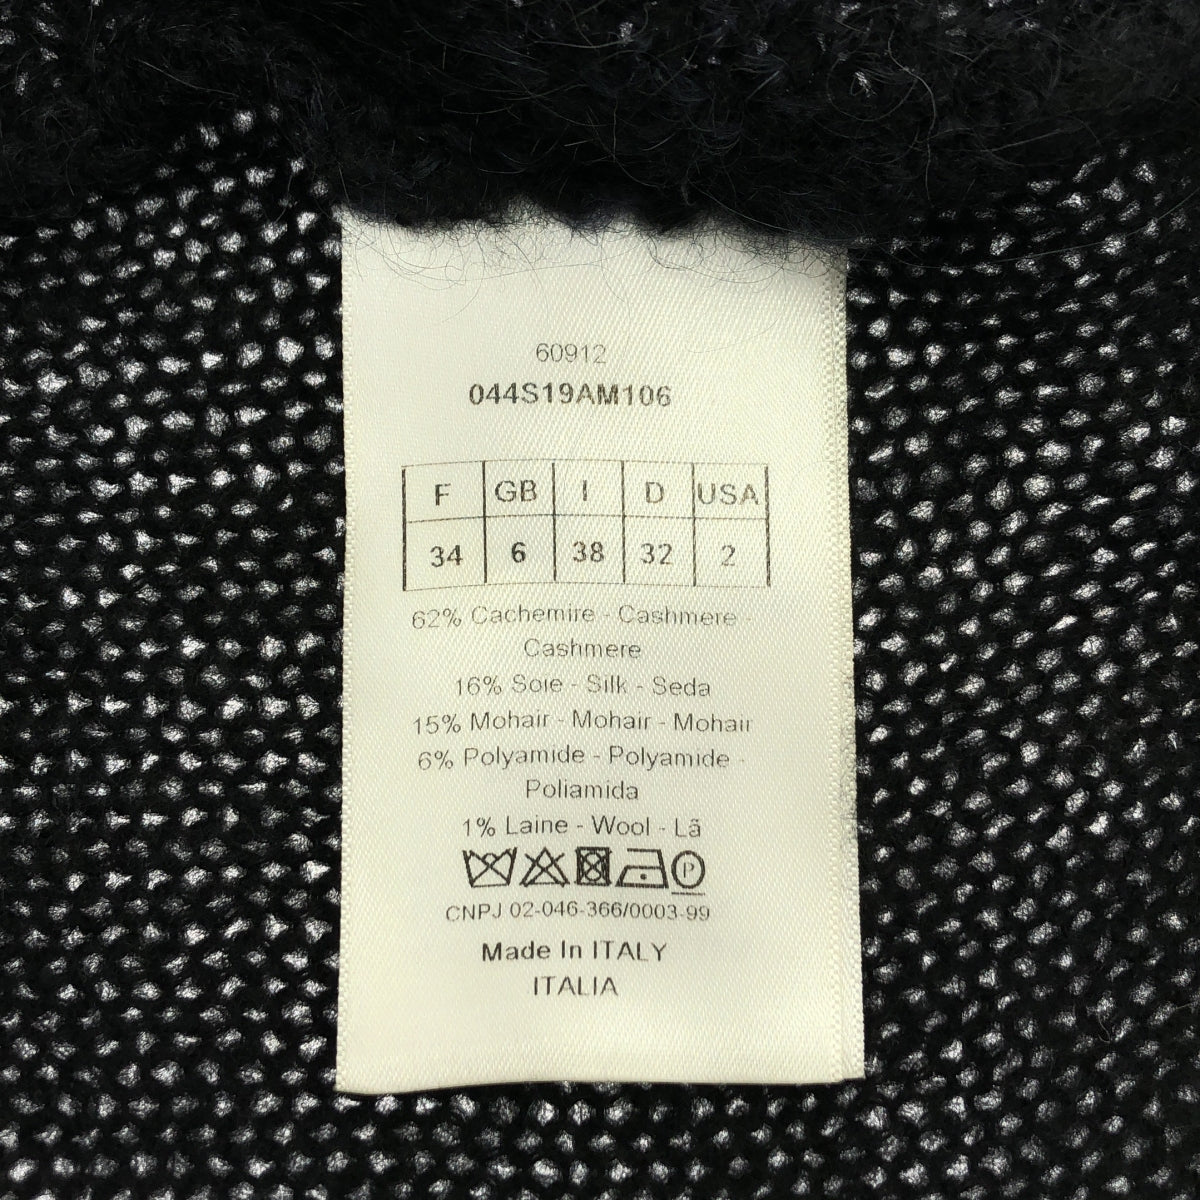 60912
044S19AM106
F GB I D USA
34 6 38 32 2
62% Cachemire - Cashmere -
Cashmere
16% Soie - Silk - Seda
15% Mohair - Mohair - Mohair
6% Polyamide - Polyamide -
Poliamida
1% Laine - Wool - Lã
P
CNPJ 02-046-366/0003-99
Made In ITALY
ITALIA